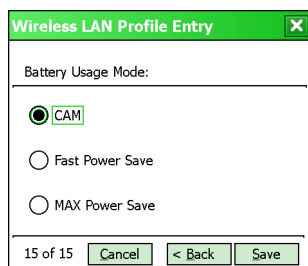 Wireless LAN Profile Entry
Battery Usage Mode:
CAM
Fast Power Save
MAX Power Save
15 of 15 Cancel < Back Save